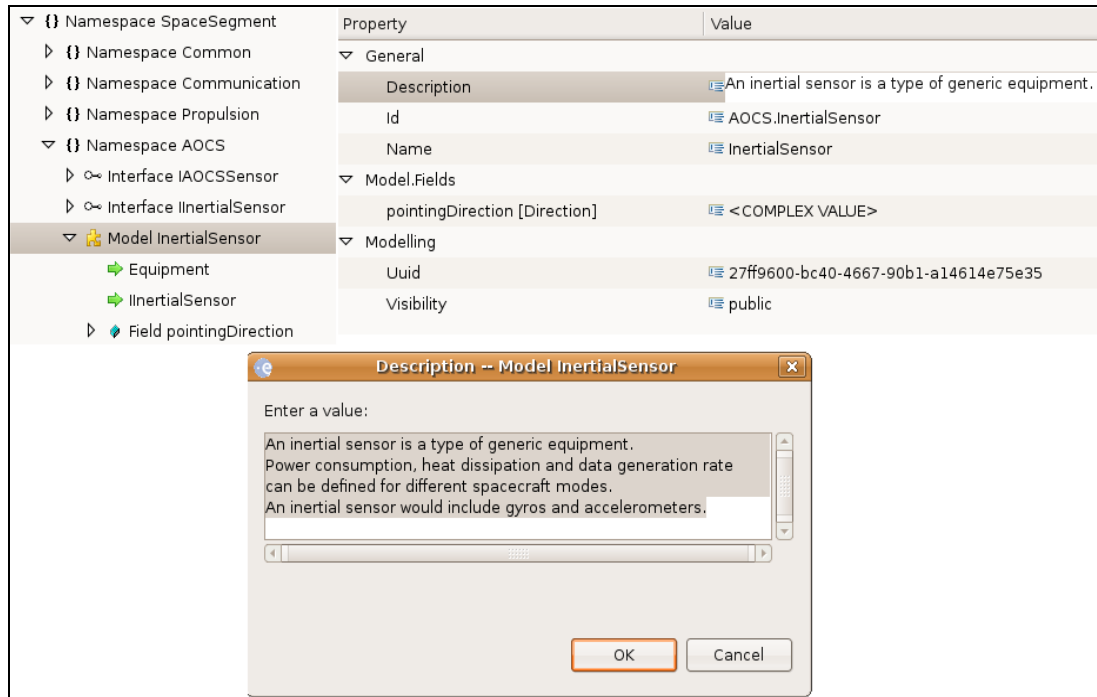 {} Namespace SpaceSegment
{} Namespace Common
{} Namespace Communication
{} Namespace Propulsion
{} Namespace AOCS
Interface IAOCSSensor
Interface IInertialSensor
Model InertialSensor
Equipment
IInertialSensor
Field pointingDirection
Property Value
General
Description An inertial sensor is a type of generic equipment.
Id AOCS.InertialSensor
Name InertialSensor
Model.Fields
pointingDirection [Direction] <COMPLEX VALUE>
Modelling
Uuid 27ff9600-bc40-4667-90b1-a14614e75e35
Visibility public
Description -- Model InertialSensor
Enter a value:
An inertial sensor is a type of generic equipment.
Power consumption, heat dissipation and data generation rate
can be defined for different spacecraft modes.
An inertial sensor would include gyros and accelerometers.
OK Cancel